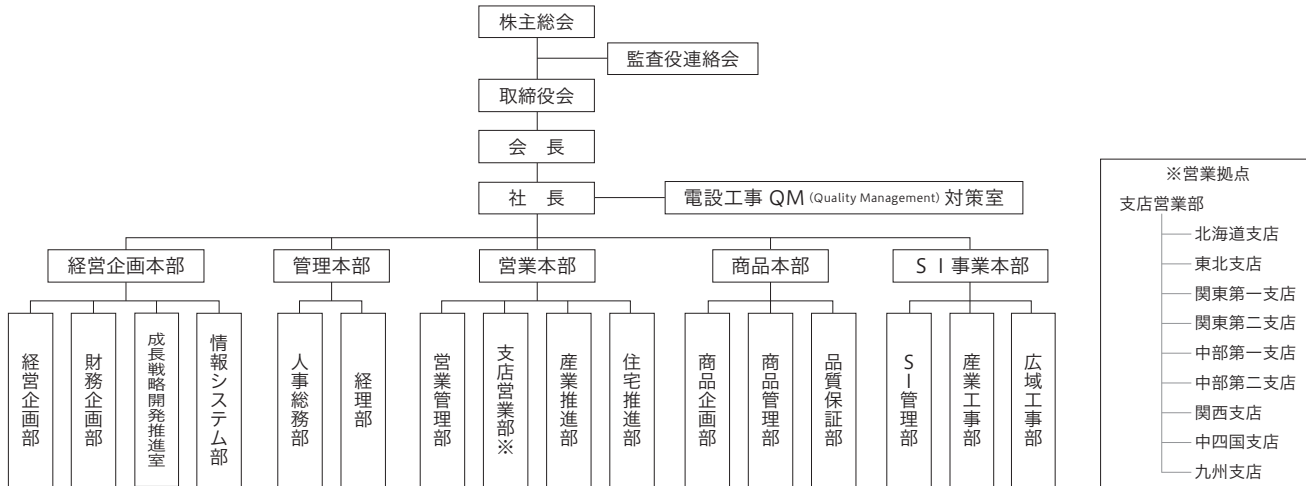 株主総会
監査役連絡会
取締役会
会　長
社　長
電設工事 QM (Quality Management) 対策室
経営企画本部
管理本部
営業本部
商品本部
ＳＩ事業本部
経営企画部
財務企画部
成長戦略開発推進室
情報システム部
人事総務部
経理部
営業管理部
支店営業部※
産業推進部
住宅推進部
商品企画部
商品管理部
品質保証部
SI管理部
産業工事部
広域工事部
※営業拠点
支店営業部
北海道支店
東北支店
関東第一支店
関東第二支店
中部第一支店
中部第二支店
関西支店
中四国支店
九州支店